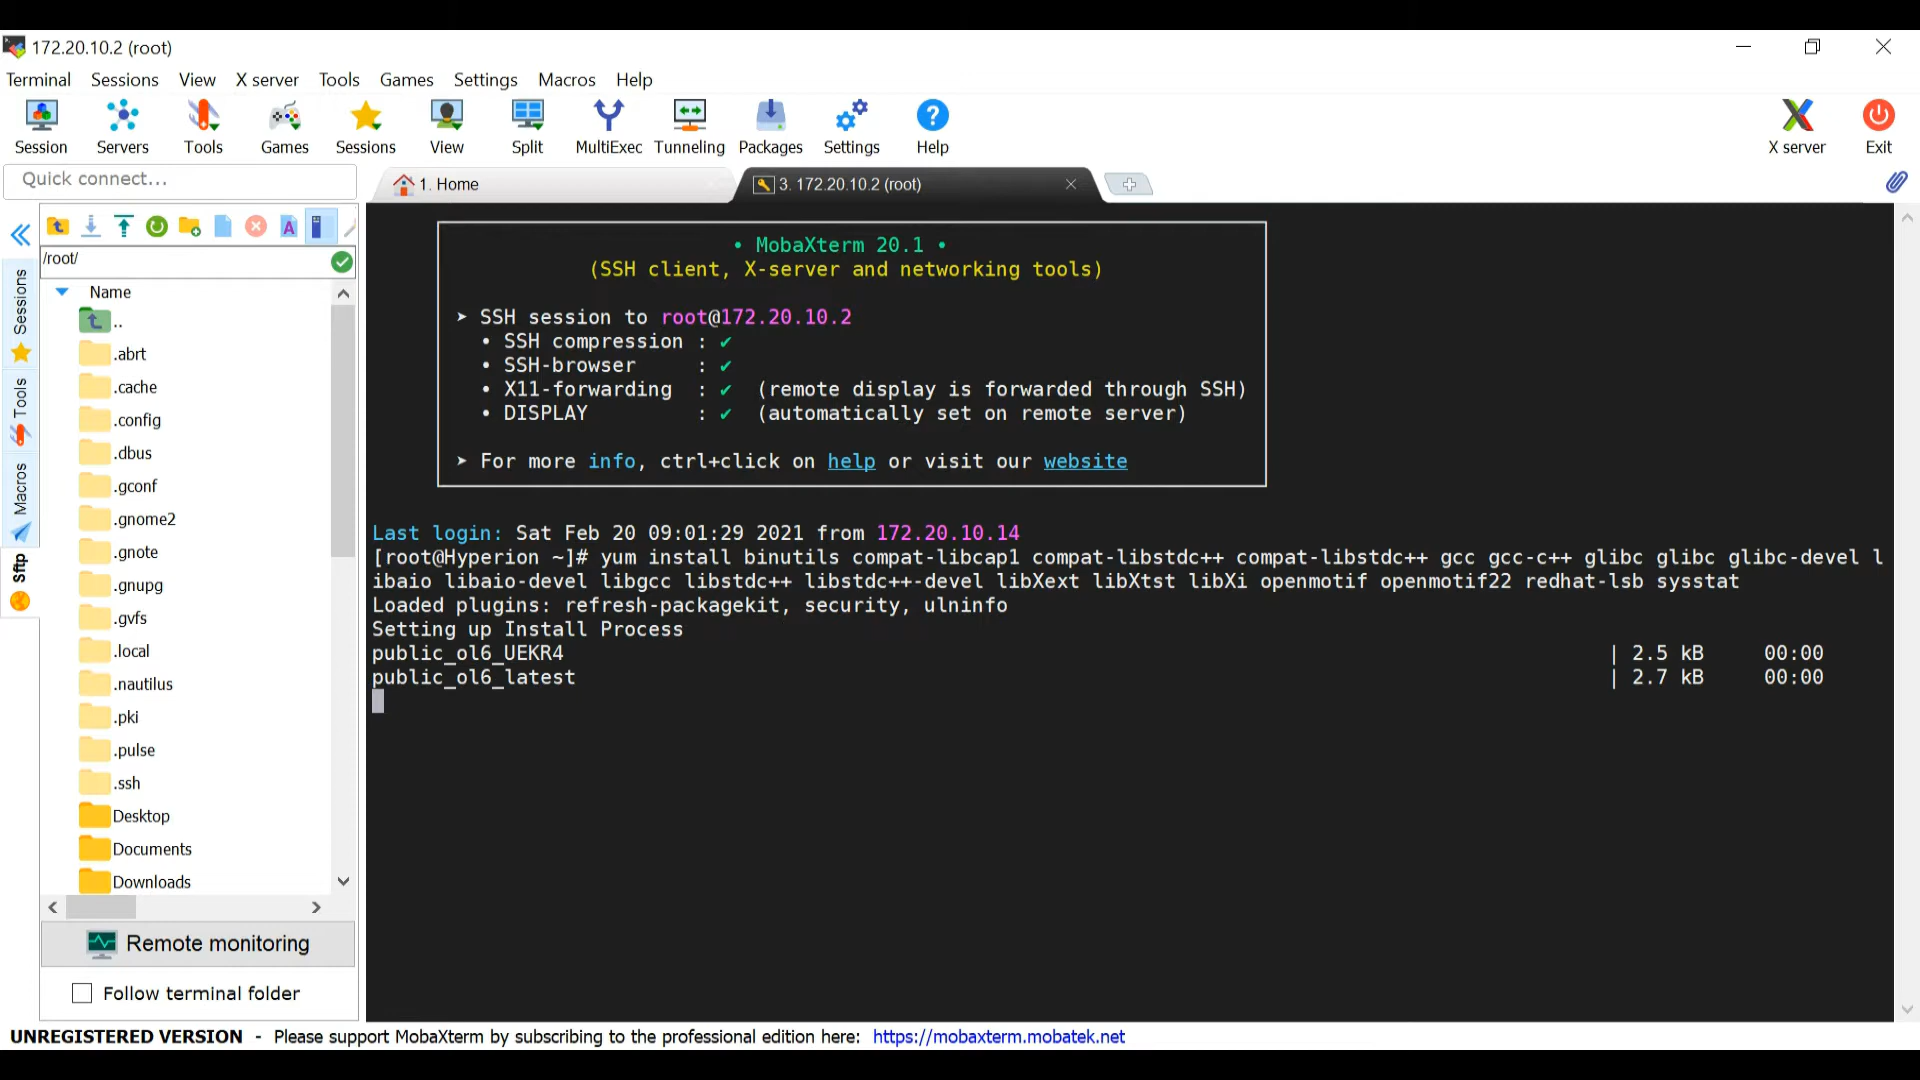 172.20.10.2 (root)
Terminal Sessions View X server Tools Games Settings Macros Help
Session Servers Tools Games Sessions View Split MultiExec Tunneling Packages Settings Help X server Exit
Quick connect...
1. Home
3. 172.20.10.2 (root)
/root/
Name
..
.abrt
.cache
.config
.dbus
.gconf
.gnome2
.gnote
.gnupg
.gvfs
.local
.nautilus
.pki
.pulse
.ssh
Desktop
Documents
Downloads
Sessions
Tools
Macros
Sftp
Remote monitoring
Follow terminal folder
• MobaXterm 20.1 •
(SSH client, X-server and networking tools)
➤ SSH session to root@172.20.10.2
• SSH compression : ✔
• SSH-browser : ✔
• X11-forwarding : ✔ (remote display is forwarded through SSH)
• DISPLAY : ✔ (automatically set on remote server)
➤ For more info, ctrl+click on help or visit our website
Last login: Sat Feb 20 09:01:29 2021 from 172.20.10.14
[root@Hyperion ~]# yum install binutils compat-libcap1 compat-libstdc++ compat-libstdc++ gcc gcc-c++ glibc glibc glibc-devel l
ibaio libaio-devel libgcc libstdc++ libstdc++-devel libXext libXtst libXi openmotif openmotif22 redhat-lsb sysstat
Loaded plugins: refresh-packagekit, security, ulninfo
Setting up Install Process
public_ol6_UEKR4 | 2.5 kB 00:00
public_ol6_latest | 2.7 kB 00:00
UNREGISTERED VERSION - Please support MobaXterm by subscribing to the professional edition here: https://mobaxterm.mobatek.net